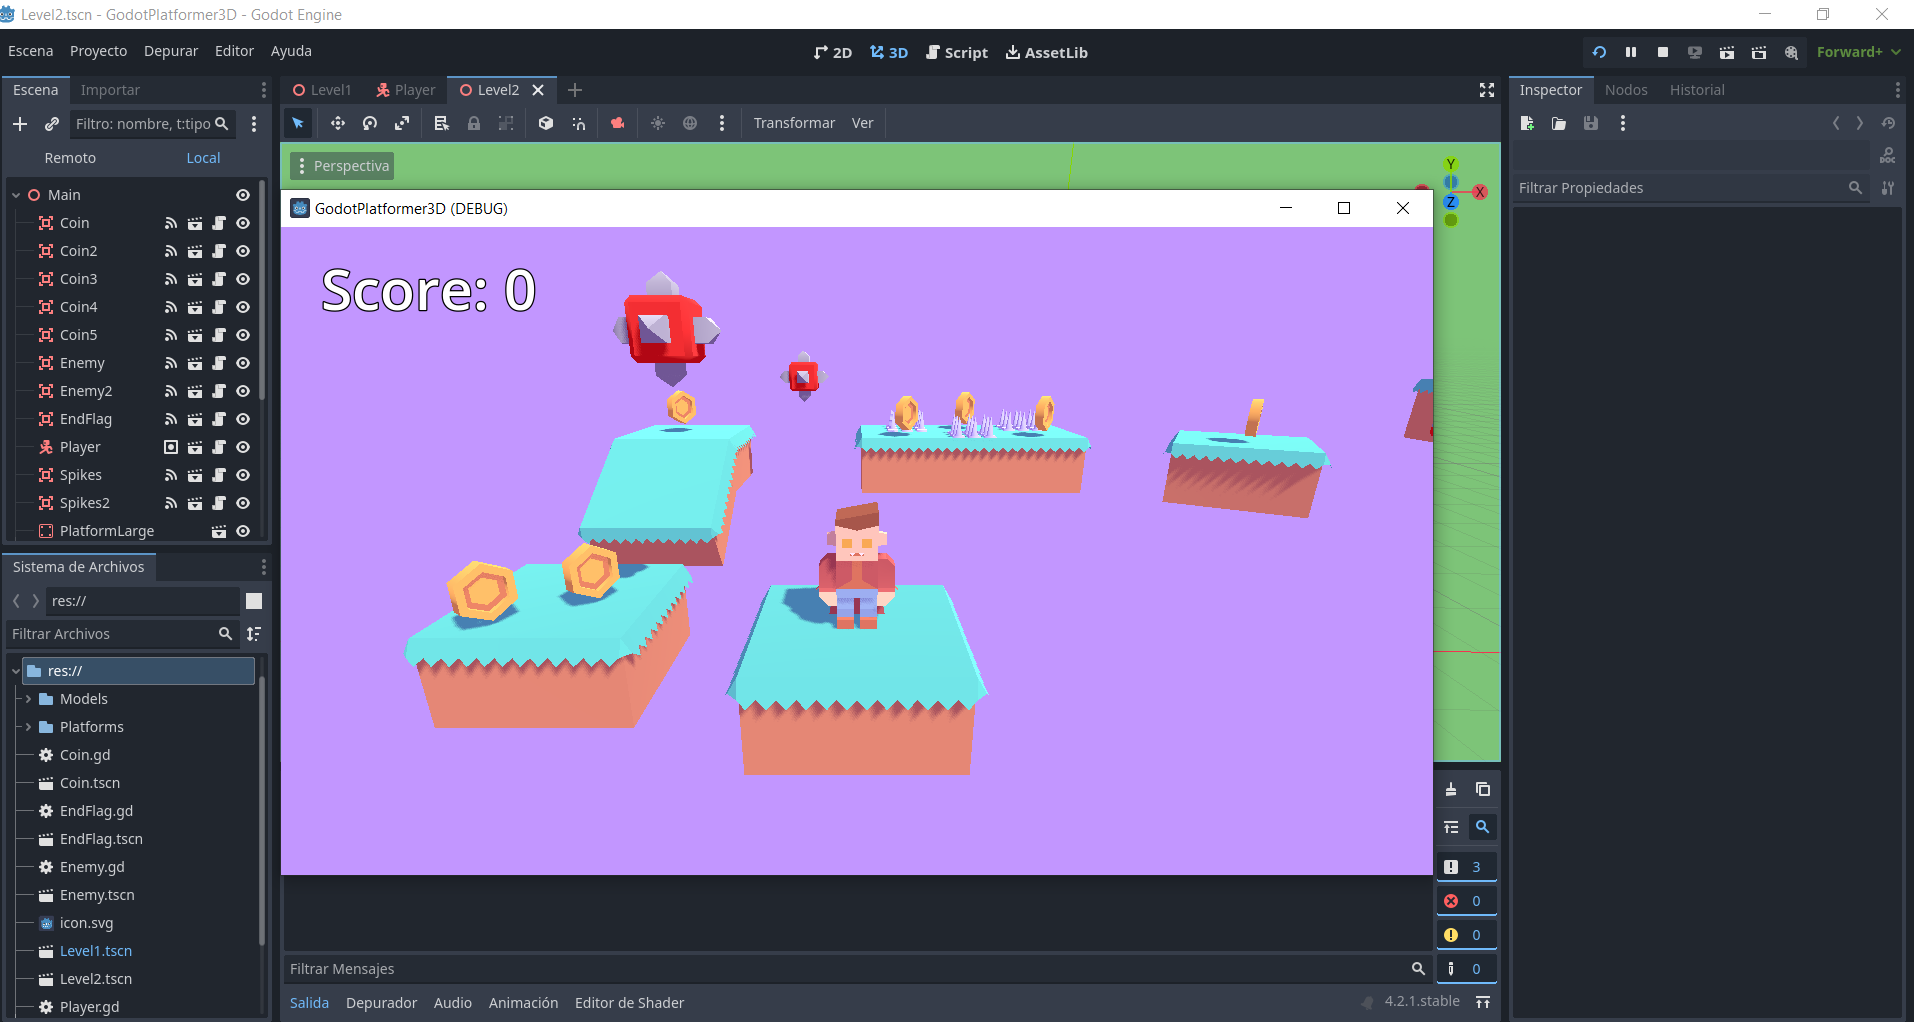 Level2.tscn - GodotPlatformer3D - Godot Engine
Escena Proyecto Depurar Editor Ayuda
2D 3D Script AssetLib
Forward+
Escena Importar
Level1 Player Level2
Inspector Nodos Historial
Filtro: nombre, t:tipo
Transformar Ver
Remoto Local
Perspectiva
Y
X
Z
DOC
Filtrar Propiedades
Main
Coin
Coin2
Coin3
Coin4
Coin5
Enemy
Enemy2
EndFlag
Player
Spikes
Spikes2
PlatformLarge
GodotPlatformer3D (DEBUG)
Score: 0
Sistema de Archivos
res://
Filtrar Archivos
res://
Models
Platforms
Coin.gd
Coin.tscn
EndFlag.gd
EndFlag.tscn
Enemy.gd
Enemy.tscn
icon.svg
Level1.tscn
Level2.tscn
Player.gd
3
0
0
0
Filtrar Mensajes
Salida Depurador Audio Animación Editor de Shader
4.2.1.stable